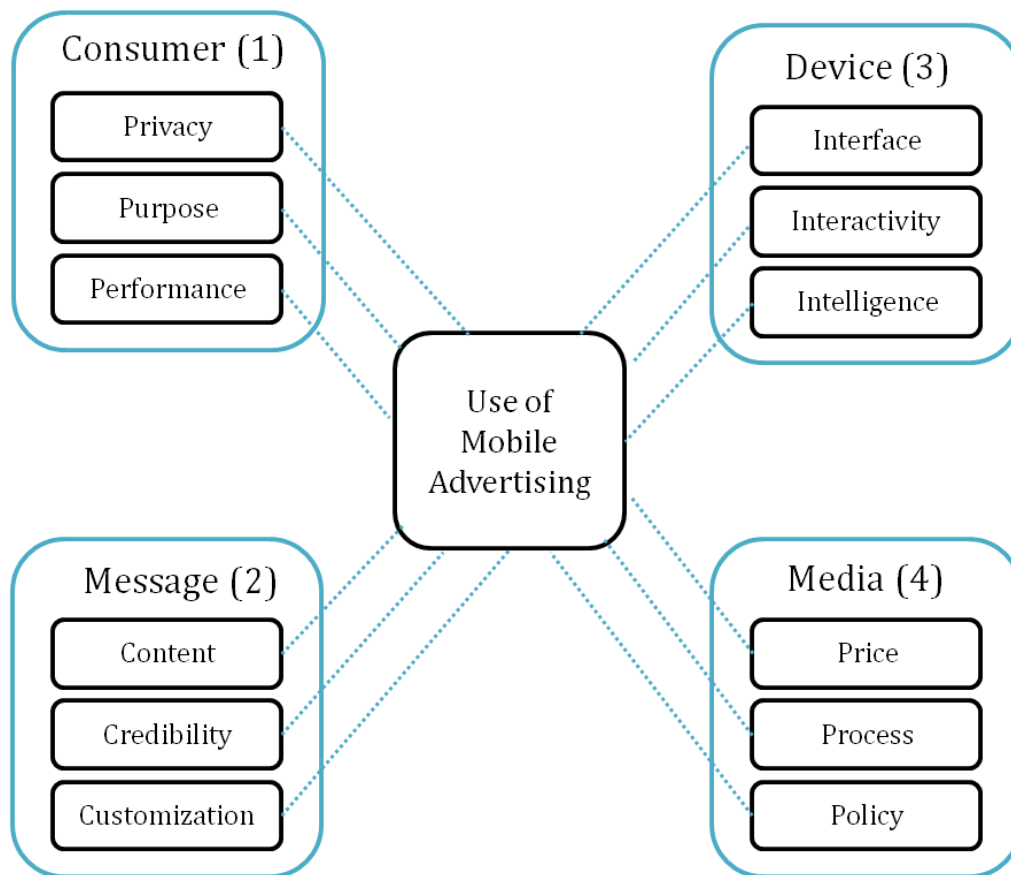 Consumer (1)
Privacy
Purpose
Performance
Device (3)
Interface
Interactivity
Intelligence
Use of
Mobile
Advertising
Message (2)
Content
Credibility
Customization
Media (4)
Price
Process
Policy